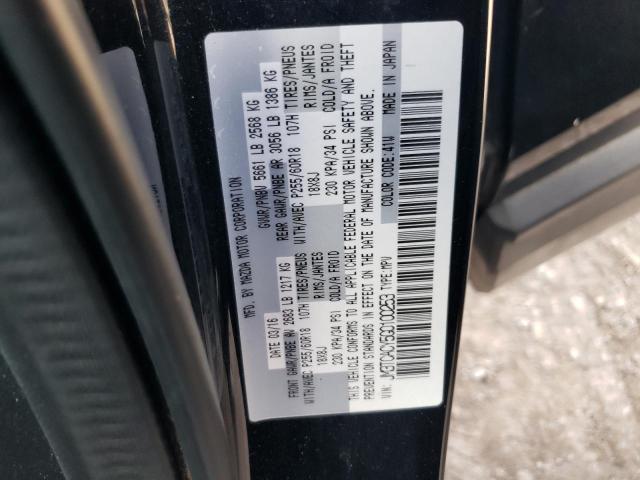 MFD. BY MAZDA MOTOR CORPORATION
DATE 03/16 GVWR/PNBV 5661 LB 2568 KG
FRONT GAWR/PNBE AV 2683 LB 1217 KG REAR GAWR/PNBE AR 3056 LB 1386 KG
WITH/AVEC P255/60R18 107H TIRES/PNEUS WITH/AVEC P255/60R18 107H TIRES/PNEUS
18X8J RIMS/JANTES 18X8J RIMS/JANTES
230 KPA/34 PSI COLD/A FROID 230 KPA/34 PSI COLD/A FROID
THIS VEHICLE CONFORMS TO ALL APPLICABLE FEDERAL MOTOR VEHICLE SAFETY AND THEFT
PREVENTION STANDARDS IN EFFECT ON THE DATE OF MANUFACTURE SHOWN ABOVE.
COLOR CODE:41W MADE IN JAPAN
VIN: TYPE:MPV